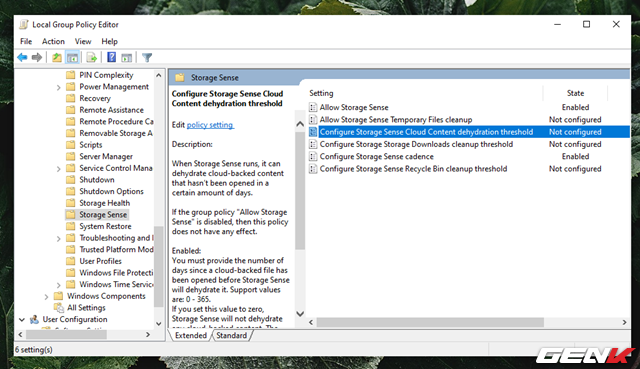 Local Group Policy Editor
File Action View Help
PIN Complexity
Power Management
Recovery
Remote Assistance
Remote Procedure Ca
Removable Storage A
Scripts
Server Manager
Service Control Mana
Shutdown
Shutdown Options
Storage Health
Storage Sense
System Restore
Troubleshooting and I
Trusted Platform Mod
User Profiles
Windows File Protecti
Windows Time Service
Windows Components
All Settings
User Configuration
Storage Sense
Configure Storage Sense Cloud
Content dehydration threshold
Edit policy setting
Description:
When Storage Sense runs, it can
dehydrate cloud-backed content
that hasn't been opened in a
certain amount of days.
If the group policy "Allow Storage
Sense" is disabled, then this policy
does not have any effect.
Enabled:
You must provide the number of
days since a cloud-backed file has
been opened before Storage Sense
will dehydrate it. Support values
are: 0 - 365.
If you set this value to zero,
Storage Sense will not dehydrate
any cloud-backed content. The
Setting State
Allow Storage Sense Enabled
Allow Storage Sense Temporary Files cleanup Not configured
Configure Storage Sense Cloud Content dehydration threshold Not configured
Configure Storage Storage Downloads cleanup threshold Not configured
Configure Storage Sense cadence Enabled
Configure Storage Sense Recycle Bin cleanup threshold Not configured
Extended Standard
6 setting(s)
GENK